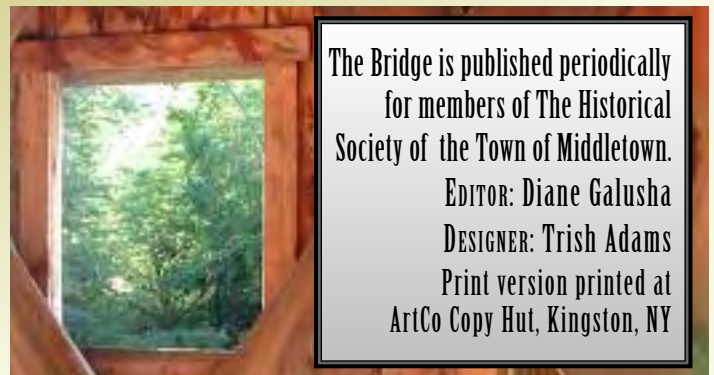 The Bridge is published periodically
for members of The Historical
Society of the Town of Middletown.
EDITOR: Diane Galusha
DESIGNER: Trish Adams
Print version printed at
ArtCo Copy Hut, Kingston, NY